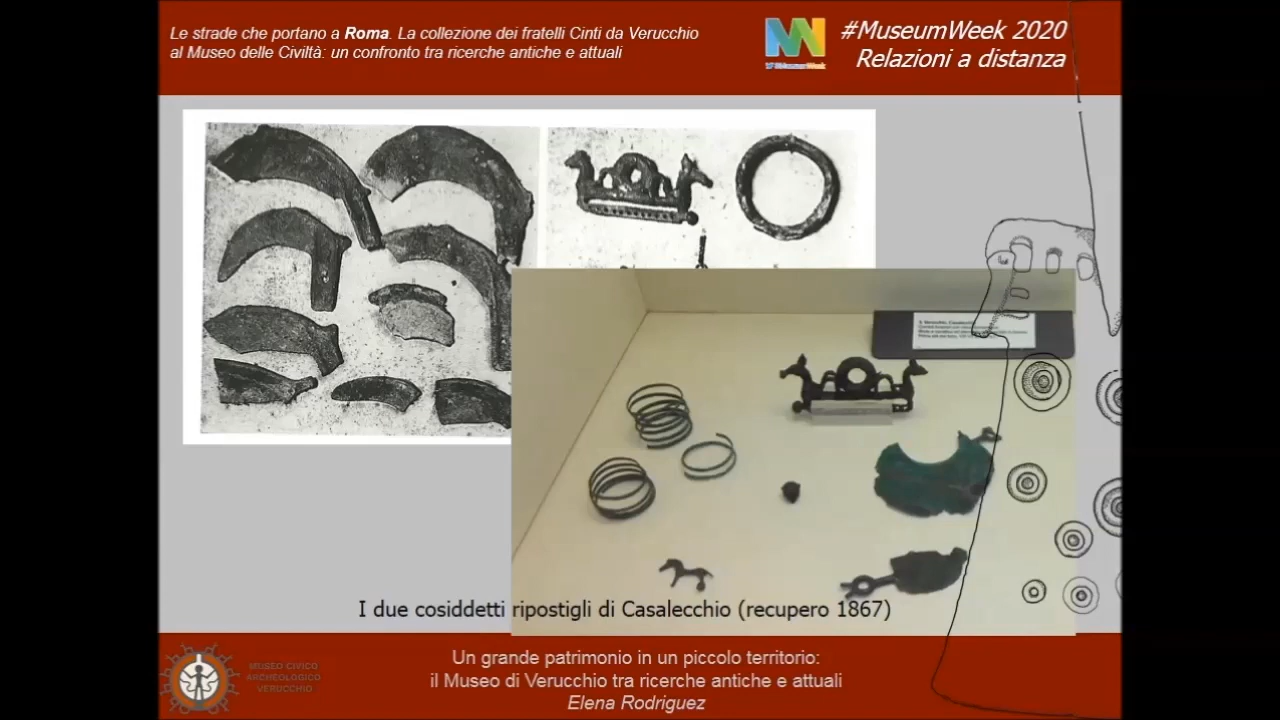 Le strade che portano a Roma. La collezione dei fratelli Cinti da Verucchio
al Museo delle Civiltà: un confronto tra ricerche antiche e attuali
#MuseumWeek 2020
Relazioni a distanza
I due cosiddetti ripostigli di Casalecchio (recupero 1867)
MUSEO CIVICO
ARCHEOLOGICO
VERUCCHIO
Un grande patrimonio in un piccolo territorio:
il Museo di Verucchio tra ricerche antiche e attuali
Elena Rodriguez